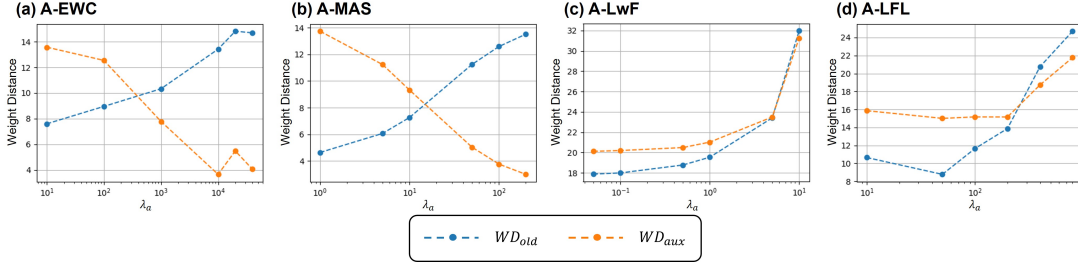 (a) A-EWC
Weight Distance
14
12
10
8
6
4
10¹ 10² 10³ 10⁴
λₐ
(b) A-MAS
Weight Distance
14
12
10
8
6
4
10⁰ 10¹ 10²
λₐ
(c) A-LwF
Weight Distance
32
30
28
26
24
22
20
18
10⁻¹ 10⁰ 10¹
λₐ
(d) A-LFL
Weight Distance
24
22
20
18
16
14
12
10
8
10¹ 10²
λₐ
WD_old WD_aux